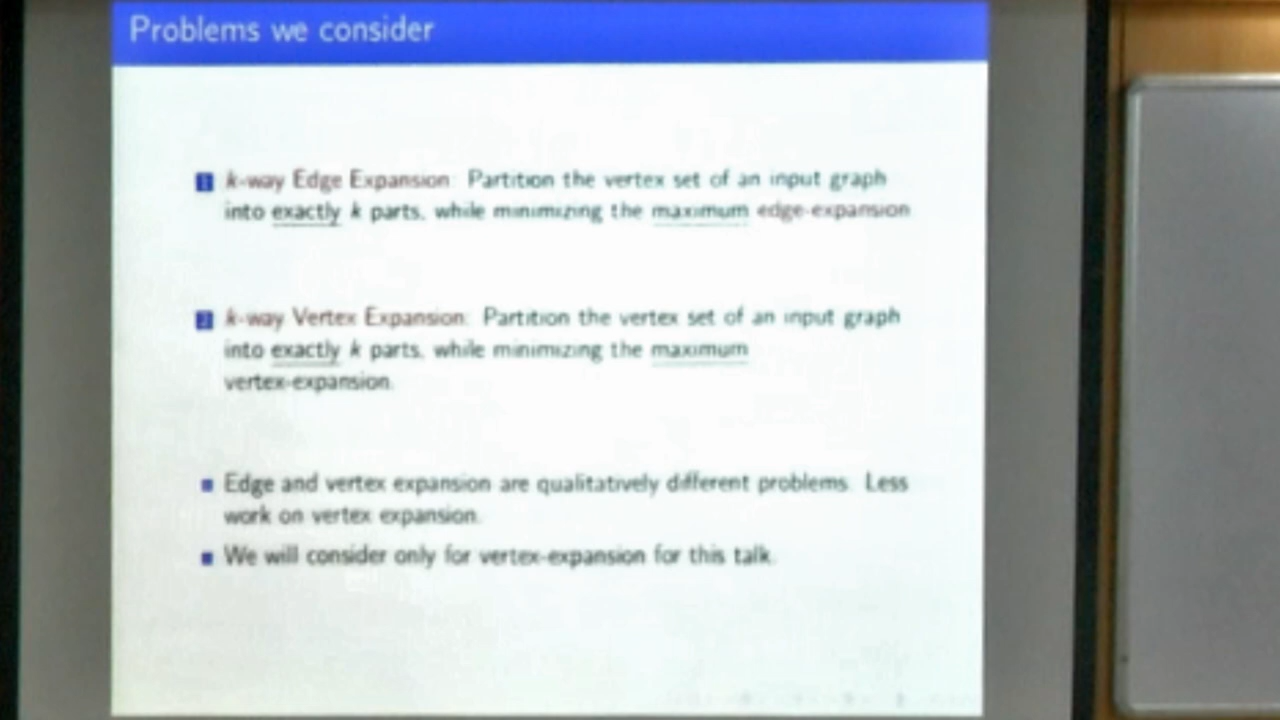 Problems we consider
1 k-way Edge Expansion: Partition the vertex set of an input graph
into exactly k parts, while minimizing the maximum edge-expansion
2 k-way Vertex Expansion: Partition the vertex set of an input graph
into exactly k parts, while minimizing the maximum
vertex-expansion.
Edge and vertex expansion are qualitatively different problems. Less
work on vertex expansion.
We will consider only for vertex-expansion for this talk.